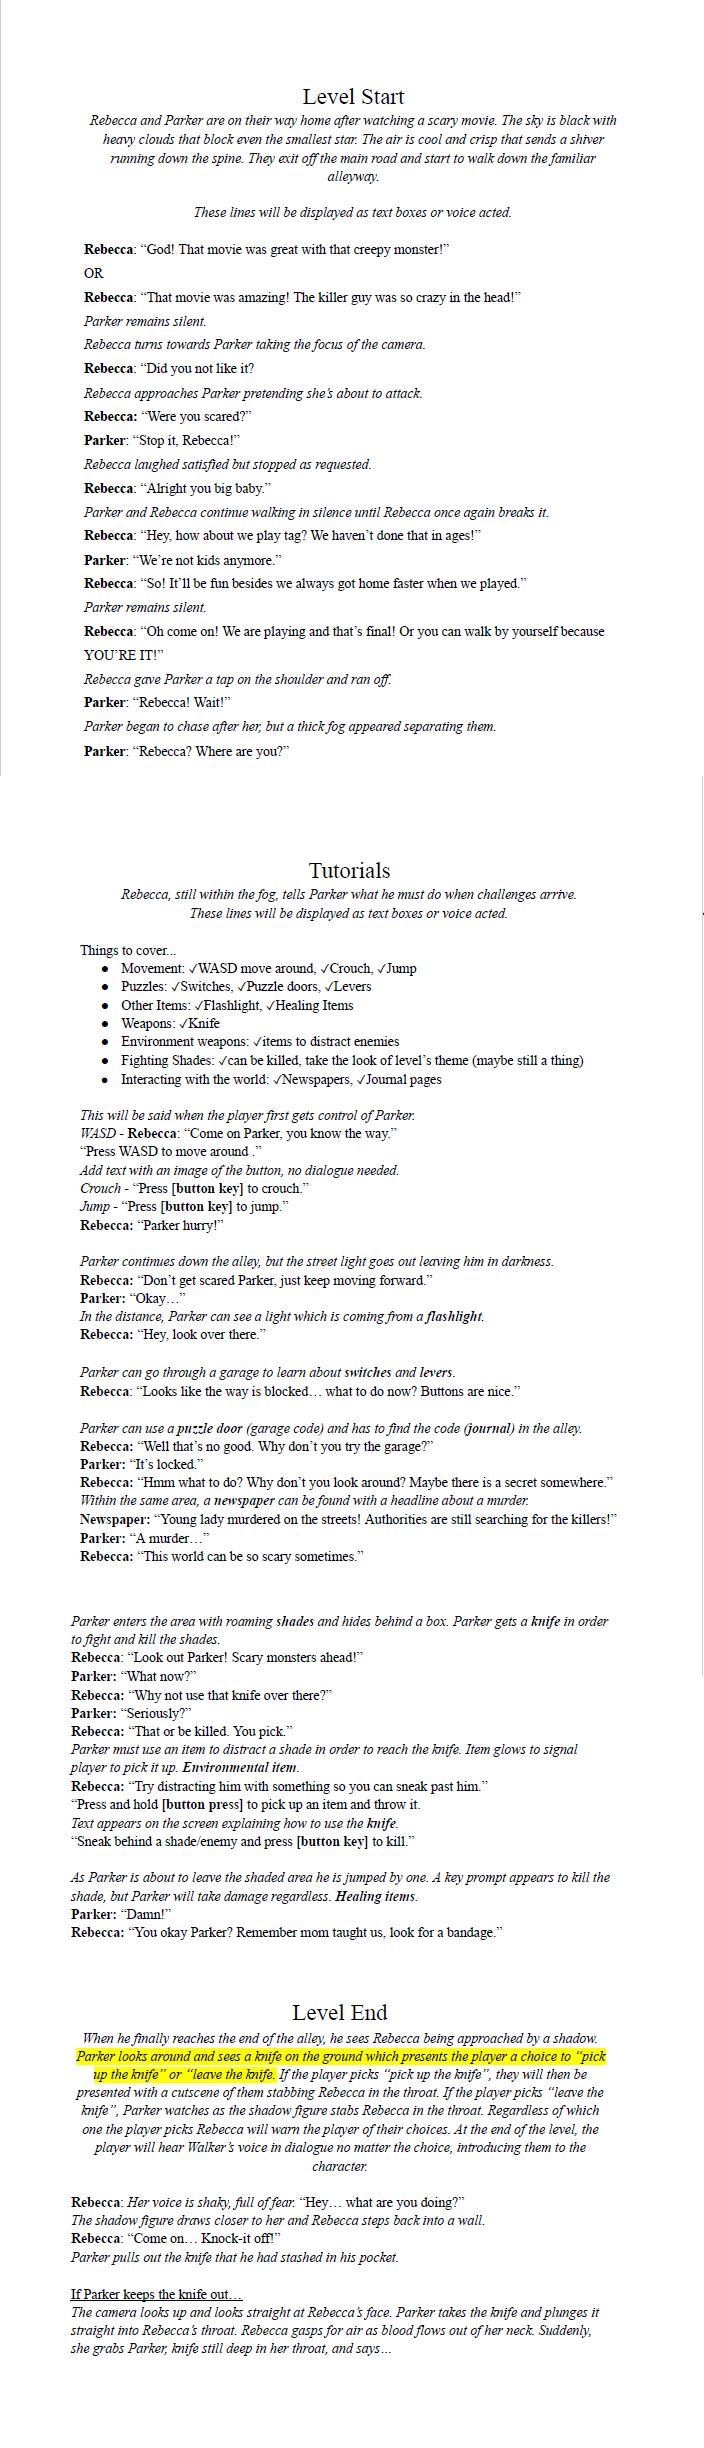 Level Start
Rebecca and Parker are on their way home after watching a scary movie. The sky is black with
heavy clouds that block even the smallest star. The air is cool and crisp that sends a shiver
running down the spine. They exit off the main road and start to walk down the familiar
alleyway.
These lines will be displayed as text boxes or voice acted.
Rebecca: “God! That movie was great with that creepy monster!”
OR
Rebecca: “That movie was amazing! The killer guy was so crazy in the head!”
Parker remains silent.
Rebecca turns towards Parker taking the focus of the camera.
Rebecca: “Did you not like it?
Rebecca approaches Parker pretending she’s about to attack.
Rebecca: “Were you scared?”
Parker: “Stop it, Rebecca!”
Rebecca laughed satisfied but stopped as requested.
Rebecca: “Alright you big baby.”
Parker and Rebecca continue walking in silence until Rebecca once again breaks it.
Rebecca: “Hey, how about we play tag? We haven’t done that in ages!”
Parker: “We’re not kids anymore.”
Rebecca: “So! It’ll be fun besides we always got home faster when we played.”
Parker remains silent.
Rebecca: “Oh come on! We are playing and that’s final! Or you can walk by yourself because
YOU’RE IT!”
Rebecca gave Parker a tap on the shoulder and ran off.
Parker: “Rebecca! Wait!”
Parker began to chase after her, but a thick fog appeared separating them.
Parker: “Rebecca? Where are you?”
Tutorials
Rebecca, still within the fog, tells Parker what he must do when challenges arrive.
These lines will be displayed as text boxes or voice acted.
Things to cover...
● Movement: ✓WASD move around, ✓Crouch, ✓Jump
● Puzzles: ✓Switches, ✓Puzzle doors, ✓Levers
● Other Items: ✓Flashlight, ✓Healing Items
● Weapons: ✓Knife
● Environment weapons: ✓items to distract enemies
● Fighting Shades: ✓can be killed, take the look of level’s theme (maybe still a thing)
● Interacting with the world: ✓Newspapers, ✓Journal pages
This will be said when the player first gets control of Parker.
WASD - Rebecca: “Come on Parker, you know the way.”
“Press WASD to move around .”
Add text with an image of the button, no dialogue needed.
Crouch - “Press [button key] to crouch.”
Jump - “Press [button key] to jump.”
Rebecca: “Parker hurry!”
Parker continues down the alley, but the street light goes out leaving him in darkness.
Rebecca: “Don’t get scared Parker, just keep moving forward.”
Parker: “Okay…”
In the distance, Parker can see a light which is coming from a flashlight.
Rebecca: “Hey, look over there.”
Parker can go through a garage to learn about switches and levers.
Rebecca: “Looks like the way is blocked… what to do now? Buttons are nice.”
Parker can use a puzzle door (garage code) and has to find the code (journal) in the alley.
Rebecca: “Well that’s no good. Why don’t you try the garage?”
Parker: “It’s locked.”
Rebecca: “Hmm what to do? Why don’t you look around? Maybe there is a secret somewhere.”
Within the same area, a newspaper can be found with a headline about a murder.
Newspaper: “Young lady murdered on the streets! Authorities are still searching for the killers!”
Parker: “A murder…”
Rebecca: “This world can be so scary sometimes.”
Parker enters the area with roaming shades and hides behind a box. Parker gets a knife in order
to fight and kill the shades.
Rebecca: “Look out Parker! Scary monsters ahead!”
Parker: “What now?”
Rebecca: “Why not use that knife over there?”
Parker: “Seriously?”
Rebecca: “That or be killed. You pick.”
Parker must use an item to distract a shade in order to reach the knife. Item glows to signal
player to pick it up. Environmental item.
Rebecca: “Try distracting him with something so you can sneak past him.”
“Press and hold [button press] to pick up an item and throw it.
Text appears on the screen explaining how to use the knife.
“Sneak behind a shade/enemy and press [button key] to kill.”
As Parker is about to leave the shaded area he is jumped by one. A key prompt appears to kill the
shade, but Parker will take damage regardless. Healing items.
Parker: “Damn!”
Rebecca: “You okay Parker? Remember mom taught us, look for a bandage.”
Level End
When he finally reaches the end of the alley, he sees Rebecca being approached by a shadow.
Parker looks around and sees a knife on the ground which presents the player a choice to “pick
up the knife” or “leave the knife. If the player picks “pick up the knife”, they will then be
presented with a cutscene of them stabbing Rebecca in the throat. If the player picks “leave the
knife”, Parker watches as the shadow figure stabs Rebecca in the throat. Regardless of which
one the player picks Rebecca will warn the player of their choices. At the end of the level, the
player will hear Walker’s voice in dialogue no matter the choice, introducing them to the
character.
Rebecca: Her voice is shaky, full of fear. “Hey… what are you doing?”
The shadow figure draws closer to her and Rebecca steps back into a wall.
Rebecca: “Come on… Knock-it off!”
Parker pulls out the knife that he had stashed in his pocket.
If Parker keeps the knife out…
The camera looks up and looks straight at Rebecca’s face. Parker takes the knife and plunges it
straight into Rebecca’s throat. Rebecca gasps for air as blood flows out of her neck. Suddenly,
she grabs Parker, knife still deep in her throat, and says…